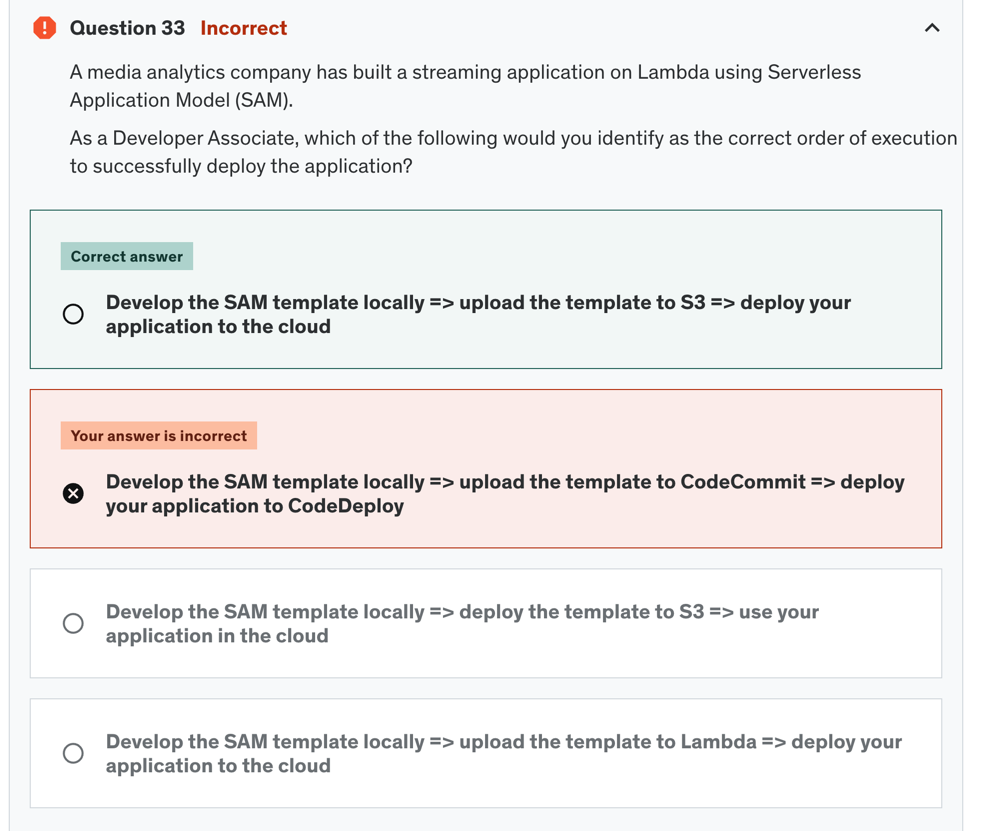 Question 33 Incorrect
A media analytics company has built a streaming application on Lambda using Serverless
Application Model (SAM).
As a Developer Associate, which of the following would you identify as the correct order of execution
to successfully deploy the application?
Correct answer
Develop the SAM template locally => upload the template to S3 => deploy your
application to the cloud
Your answer is incorrect
Develop the SAM template locally => upload the template to CodeCommit => deploy
your application to CodeDeploy
Develop the SAM template locally => deploy the template to S3 => use your
application in the cloud
Develop the SAM template locally => upload the template to Lambda => deploy your
application to the cloud